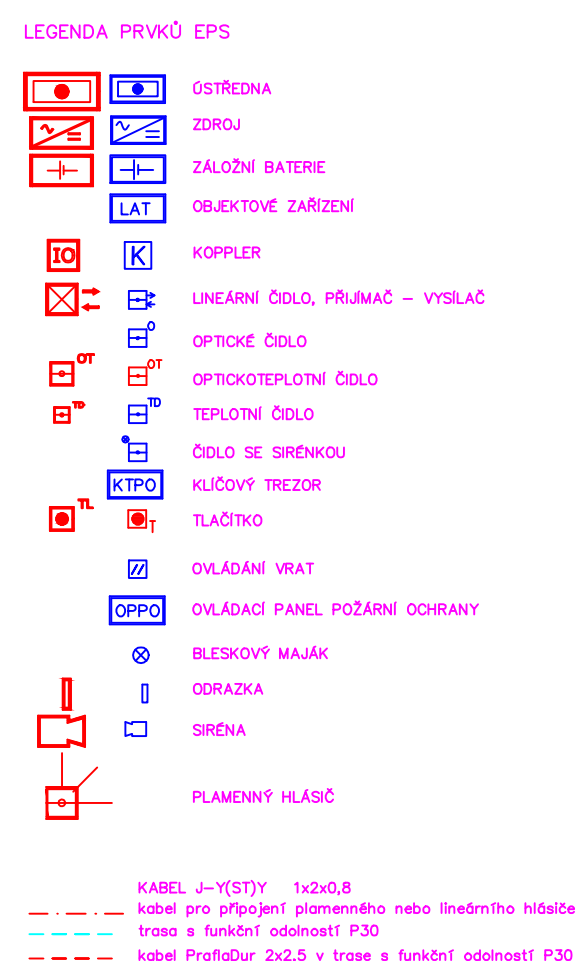 LEGENDA PRVKŮ EPS
ÚSTŘEDNA
ZDROJ
ZÁLOŽNÍ BATERIE
LAT OBJEKTOVÉ ZAŘÍZENÍ
IO K KOPPLER
LINEÁRNÍ ČIDLO, PŘIJÍMAČ – VYSÍLAČ
O OPTICKÉ ČIDLO
OT OT OPTICKOTEPLOTNÍ ČIDLO
TD TD TEPLOTNÍ ČIDLO
ČIDLO SE SIRÉNKOU
KTPO KLÍČOVÝ TREZOR
TL T TLAČÍTKO
OVLÁDÁNÍ VRAT
OPPO OVLÁDACÍ PANEL POŽÁRNÍ OCHRANY
BLESKOVÝ MAJÁK
ODRAZKA
SIRÉNA
PLAMENNÝ HLÁSIČ
KABEL J–Y(ST)Y 1x2x0,8
kabel pro připojení plamenného nebo lineárního hlásiče
trasa s funkční odolností P30
kabel PraflaDur 2x2.5 v trase s funkční odolností P30